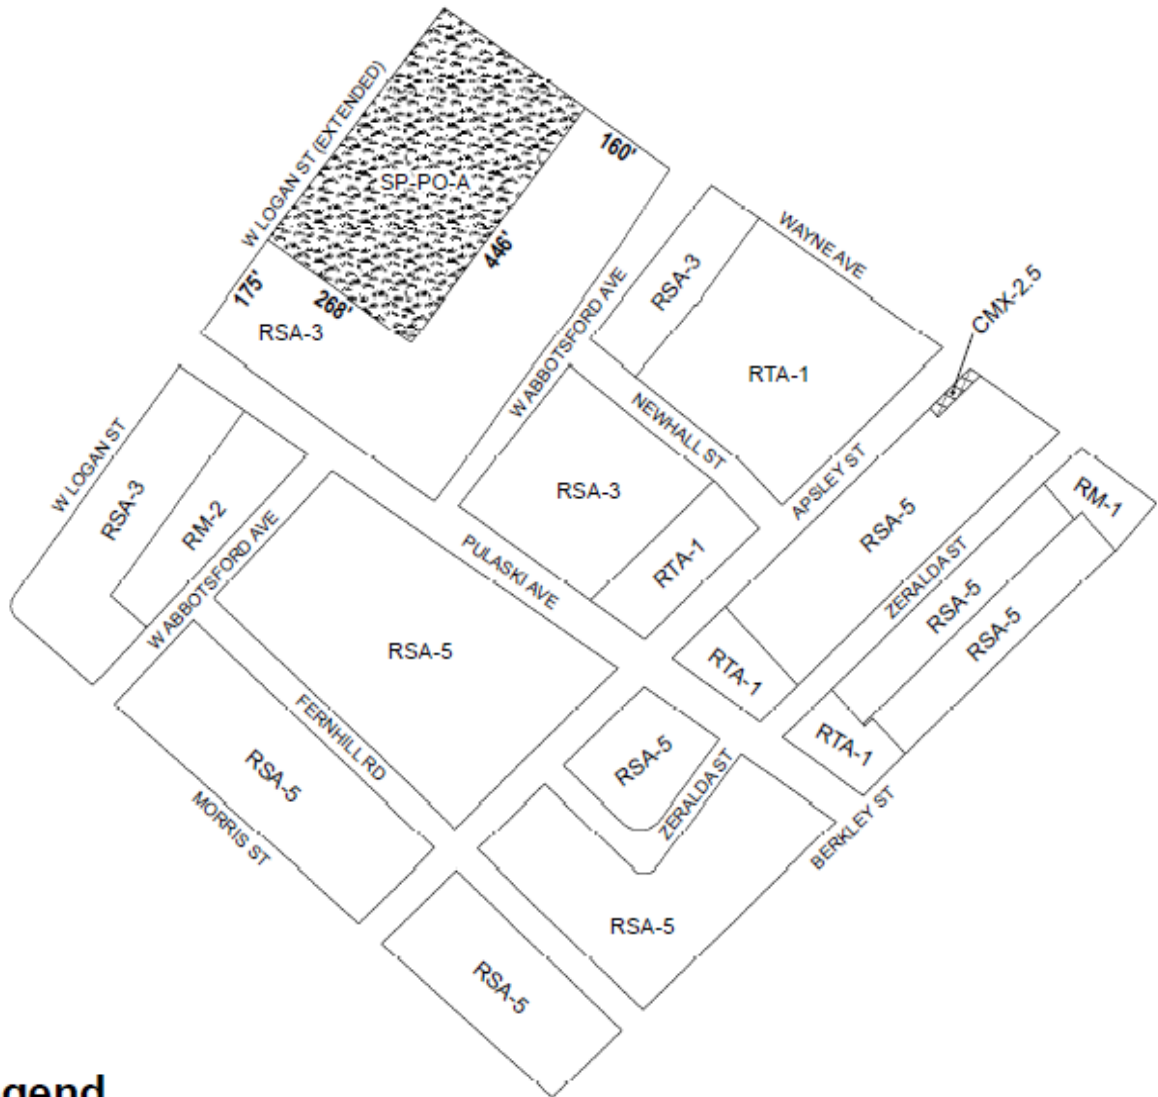 W LOGAN ST (EXTENDED)
160'
SP-PO-A
446'
175'
268'
RSA-3
W ABBOTSFORD AVE
RSA-3
WAYNE AVE
CMX-2.5
RTA-1
NEWHALL ST
W LOGAN ST
RSA-3
RM-2
W ABBOTSFORD AVE
RSA-3
APSLEY ST
RSA-5
RM-1
PULASKI AVE
RTA-1
ZERALDA ST
RSA-5
RSA-5
RSA-5
RTA-1
FERNHILL RD
RSA-5
RTA-1
RSA-5
ZERALDA ST
MORRIS ST
BERKLEY ST
RSA-5
RSA-5
gend